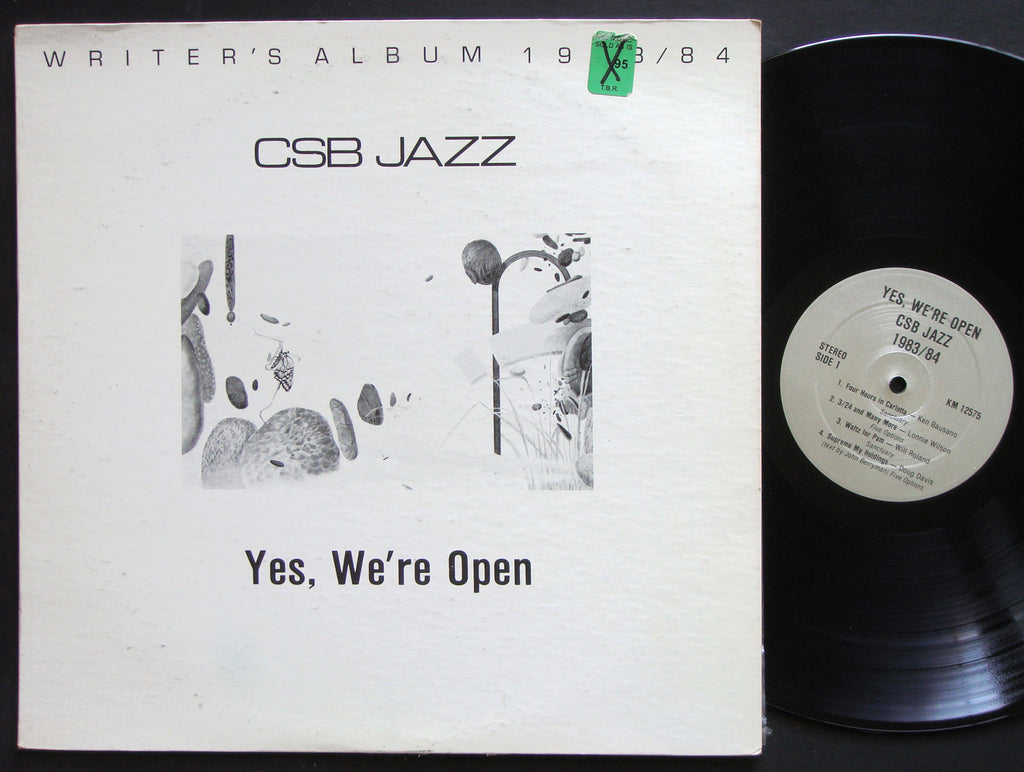 WRITER'S ALBUM 19 3/84
SOLD AS IS
95
T.B.R.
CSB JAZZ
Yes, We're Open
YES, WE'RE OPEN
CSB JAZZ
1983/84
STEREO
SIDE 1
KM 12575
1. Four Hours in Carlotta — Ken Bausano
Sanctuary
2. 3/24 and Many More — Lonnie Wilson
Five Options
3. Waltz for Pam — Will Roland
Sanctuary
4. Supreme My Holdings — Doug Davis
(text by John Berryman) Five Options